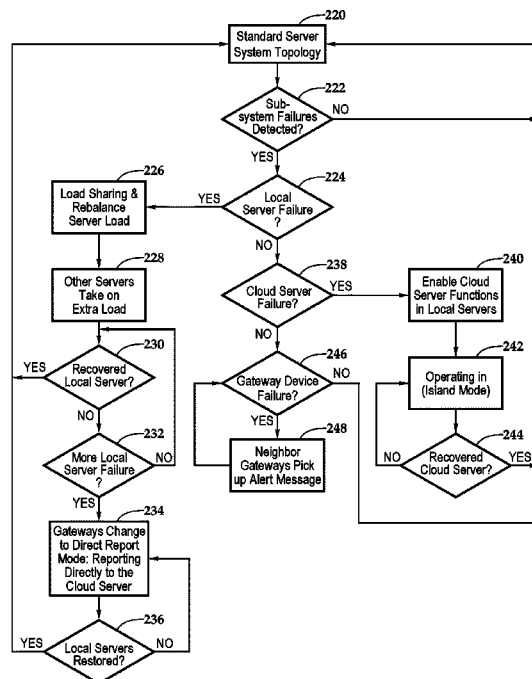 220
Standard Server
System Topology
222
Sub-
system Failures
Detected?
NO
YES
224
Local
Server Failure
?
YES
NO
226
Load Sharing &
Rebalance
Server Load
228
Other Servers
Take on
Extra Load
230
Recovered
Local Server?
YES
NO
232
More Local
Server Failure
?
NO
YES
234
Gateways Change
to Direct Report
Mode: Reporting
Directly to the
Cloud Server
236
Local Servers
Restored?
YES
NO
238
Cloud Server
Failure?
YES
NO
240
Enable Cloud
Server Functions
in Local Servers
242
Operating in
(Island Mode)
244
Recovered
Cloud Server?
NO
YES
246
Gateway Device
Failure?
NO
YES
248
Neighbor
Gateways Pick
up Alert Message